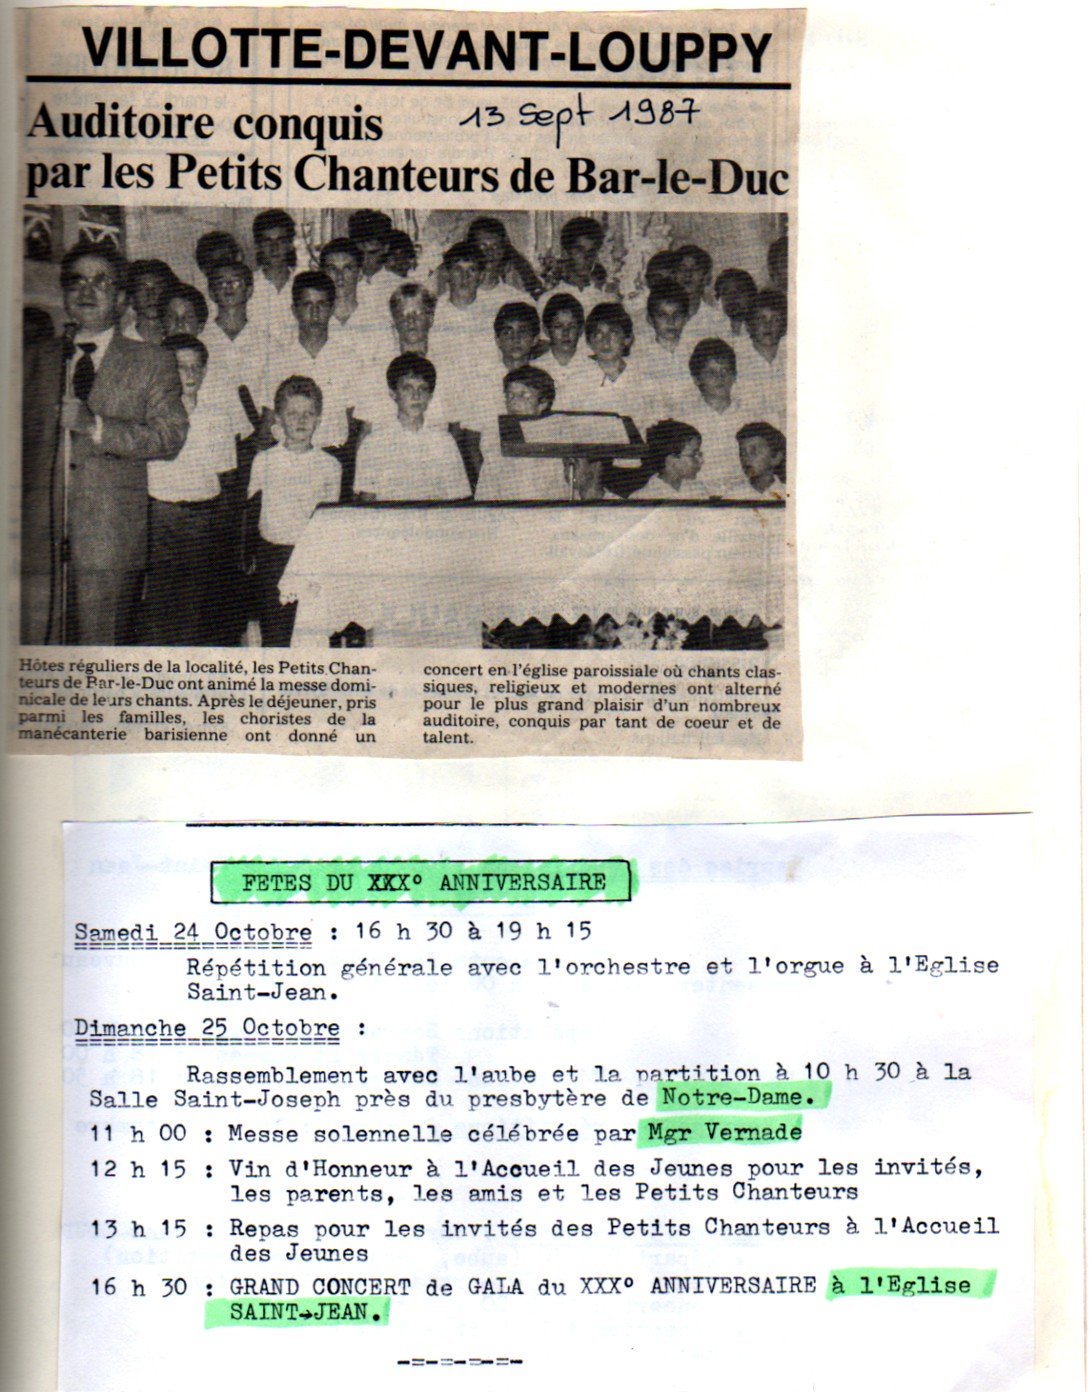 VILLOTTE-DEVANT-LOUPPY
Auditoire conquis
13 Sept 1987
par les Petits Chanteurs de Bar-le-Duc
Hôtes réguliers de la localité, les Petits Chan-
teurs de Bar-le-Duc ont animé la messe domi-
nicale de leurs chants. Après le déjeuner, pris
parmi les familles, les choristes de la
manécanterie barisienne ont donné un
concert en l'église paroissiale où chants clas-
siques, religieux et modernes ont alterné
pour le plus grand plaisir d'un nombreux
auditoire, conquis par tant de coeur et de
talent.
FETES DU XXX° ANNIVERSAIRE
Samedi 24 Octobre : 16 h 30 à 19 h 15
Répétition générale avec l'orchestre et l'orgue à l'Eglise
Saint-Jean.
Dimanche 25 Octobre :
Rassemblement avec l'aube et la partition à 10 h 30 à la
Salle Saint-Joseph près du presbytère de Notre-Dame.
11 h 00 : Messe solennelle célébrée par Mgr Vernade
12 h 15 : Vin d'Honneur à l'Accueil des Jeunes pour les invités,
les parents, les amis et les Petits Chanteurs
13 h 15 : Repas pour les invités des Petits Chanteurs à l'Accueil
des Jeunes
16 h 30 : GRAND CONCERT de GALA du XXX° ANNIVERSAIRE à l'Eglise
SAINT-JEAN.
-=-=-=-=-